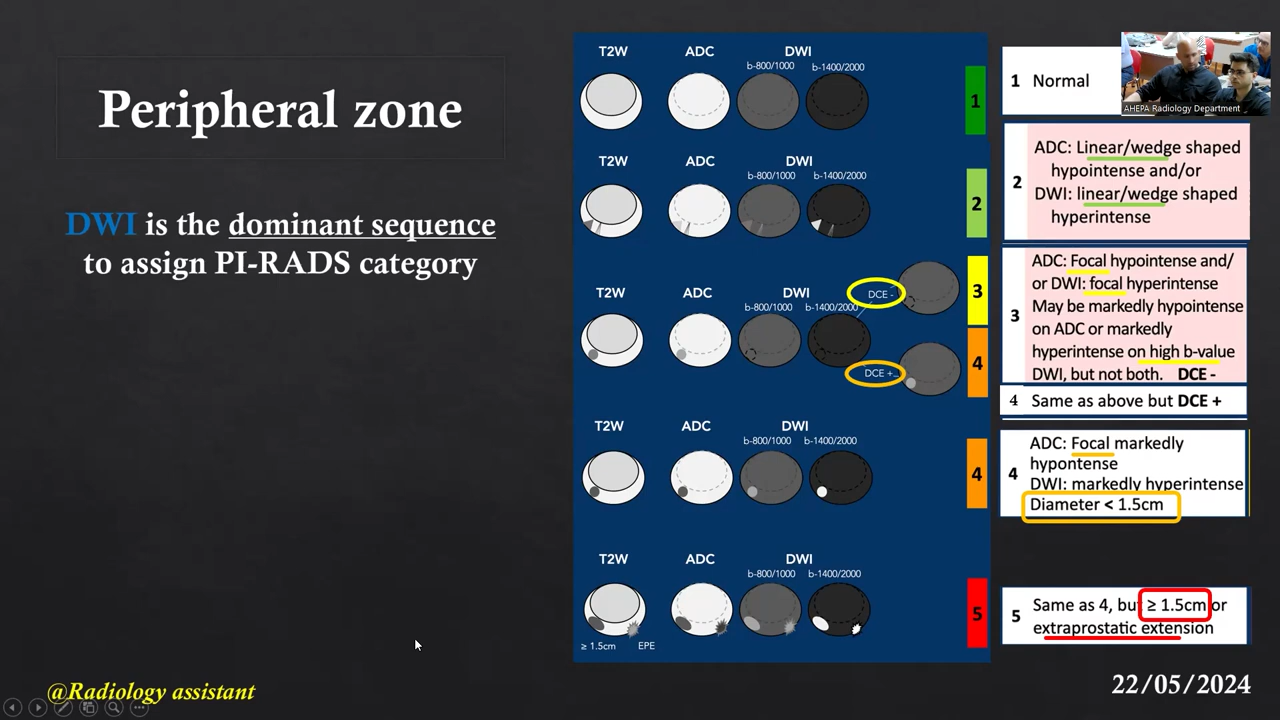 Peripheral zone
DWI is the dominant sequence
to assign PI-RADS category
T2W ADC DWI
b-800/1000 b-1400/2000
1
T2W ADC DWI
b-800/1000 b-1400/2000
2
T2W ADC DWI
b-800/1000 b-1400/2000
DCE -
3
DCE +
4
T2W ADC DWI
b-800/1000 b-1400/2000
4
T2W ADC DWI
b-800/1000 b-1400/2000
5
≥ 1.5cm EPE
1 Normal
AHEPA Radiology Department
2
ADC: Linear/wedge shaped
hypointense and/or
DWI: linear/wedge shaped
hyperintense
3
ADC: Focal hypointense and/
or DWI: focal hyperintense
May be markedly hypointense
on ADC or markedly
hyperintense on high b-value
DWI, but not both. DCE -
4 Same as above but DCE +
4
ADC: Focal markedly
hypontense
DWI: markedly hyperintense
Diameter < 1.5cm
5
Same as 4, but ≥ 1.5cm or
extraprostatic extension
@Radiology assistant
22/05/2024